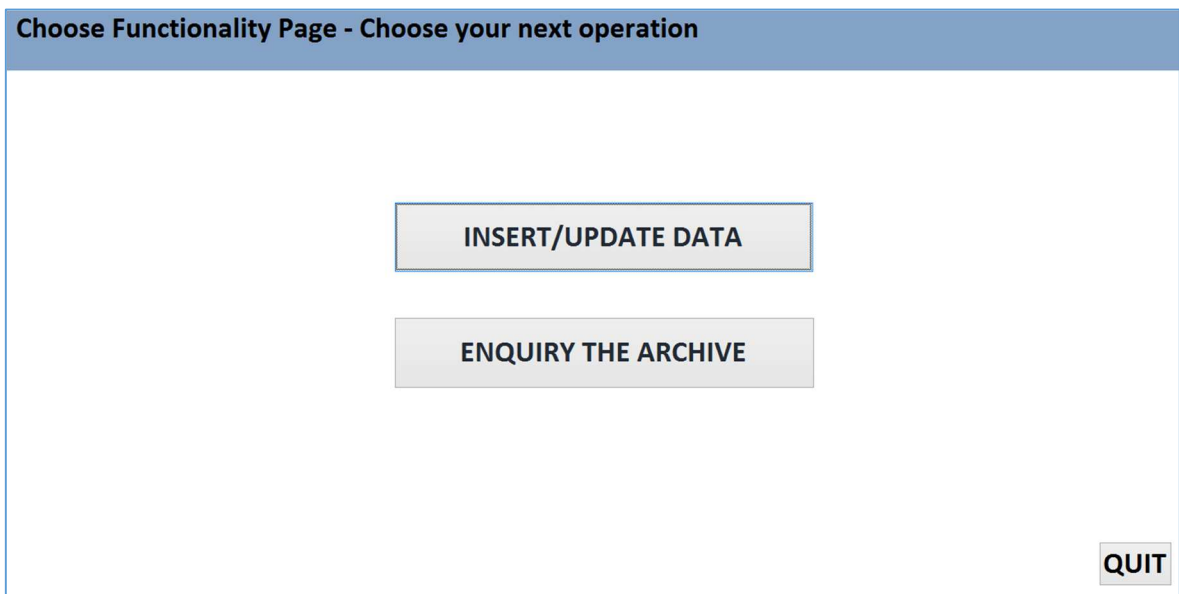 Choose Functionality Page - Choose your next operation
INSERT/UPDATE DATA
ENQUIRY THE ARCHIVE
QUIT